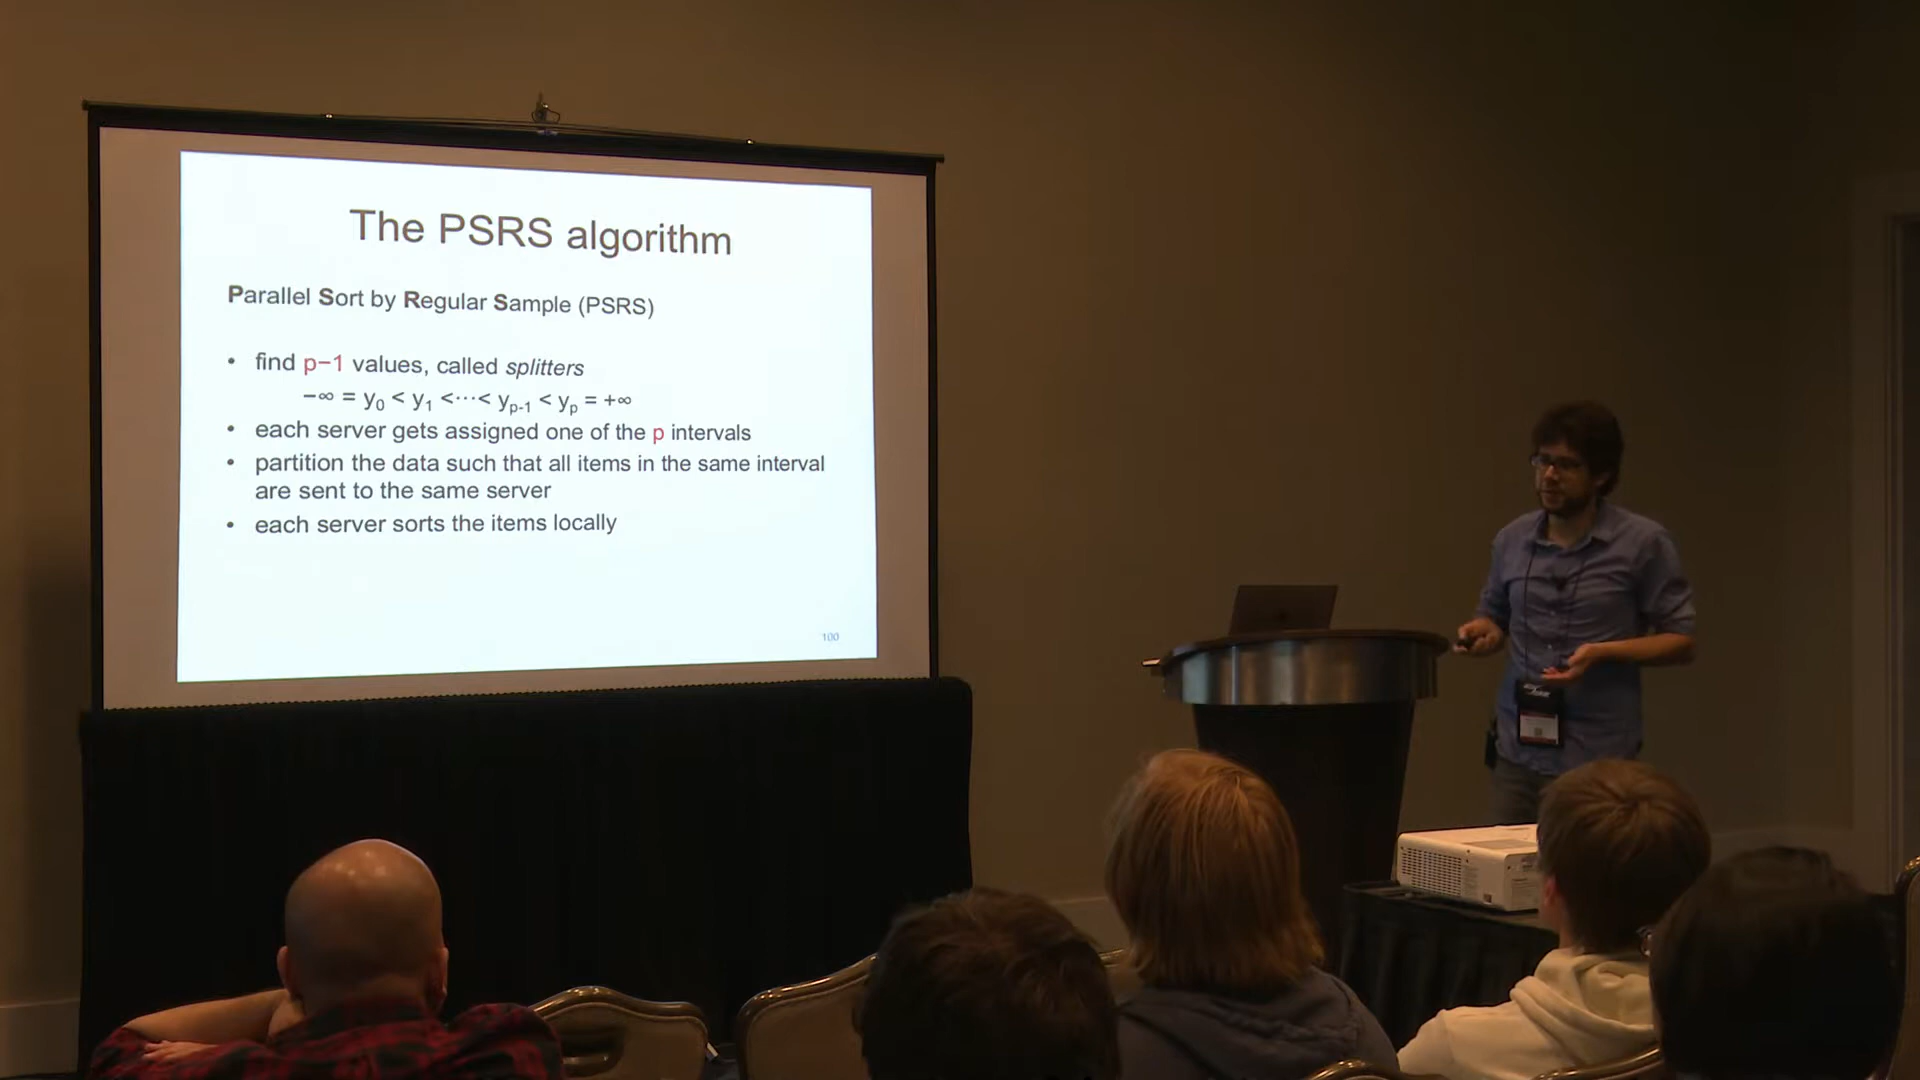 The PSRS algorithm
Parallel Sort by Regular Sample (PSRS)
• find p−1 values, called splitters
−∞ = y₀ < y₁ <⋯< yₚ₋₁ < yₚ = +∞
• each server gets assigned one of the p intervals
• partition the data such that all items in the same interval
are sent to the same server
• each server sorts the items locally
100